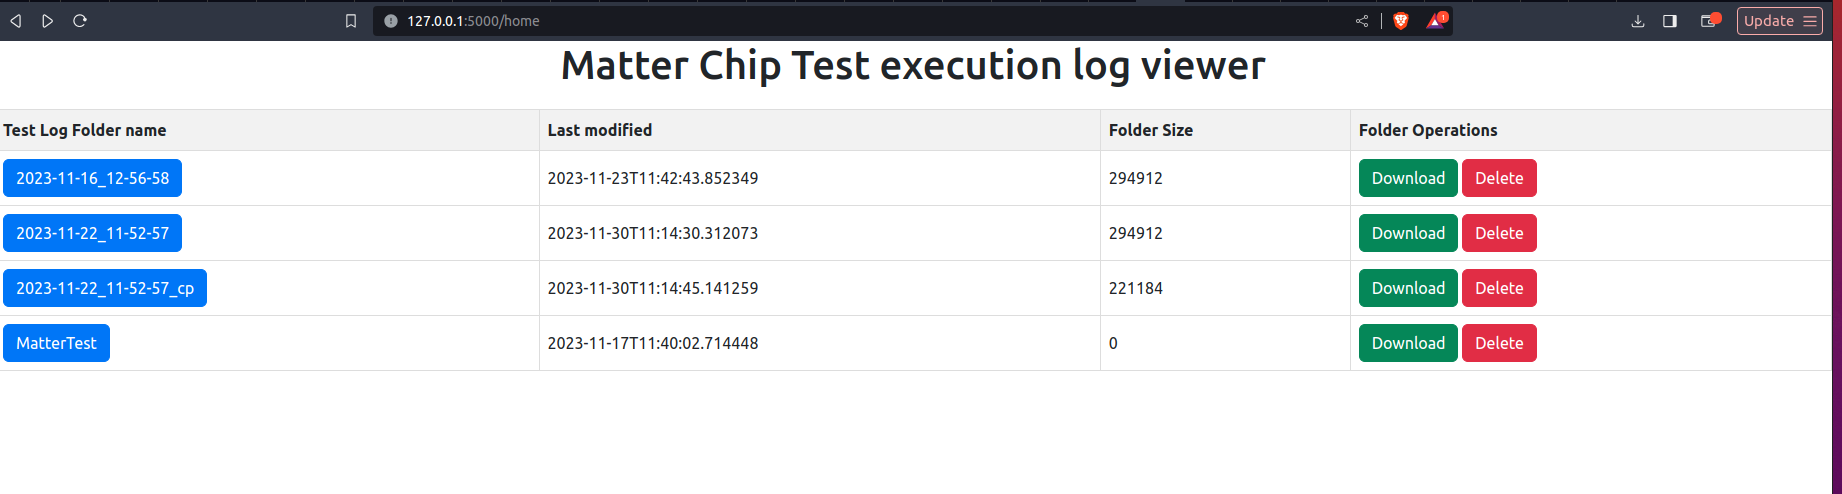 127.0.0.1:5000/home
1
Update
Matter Chip Test execution log viewer
Test Log Folder name Last modified Folder Size Folder Operations
2023-11-16_12-56-58 2023-11-23T11:42:43.852349 294912 Download Delete
2023-11-22_11-52-57 2023-11-30T11:14:30.312073 294912 Download Delete
2023-11-22_11-52-57_cp 2023-11-30T11:14:45.141259 221184 Download Delete
MatterTest 2023-11-17T11:40:02.714448 0 Download Delete